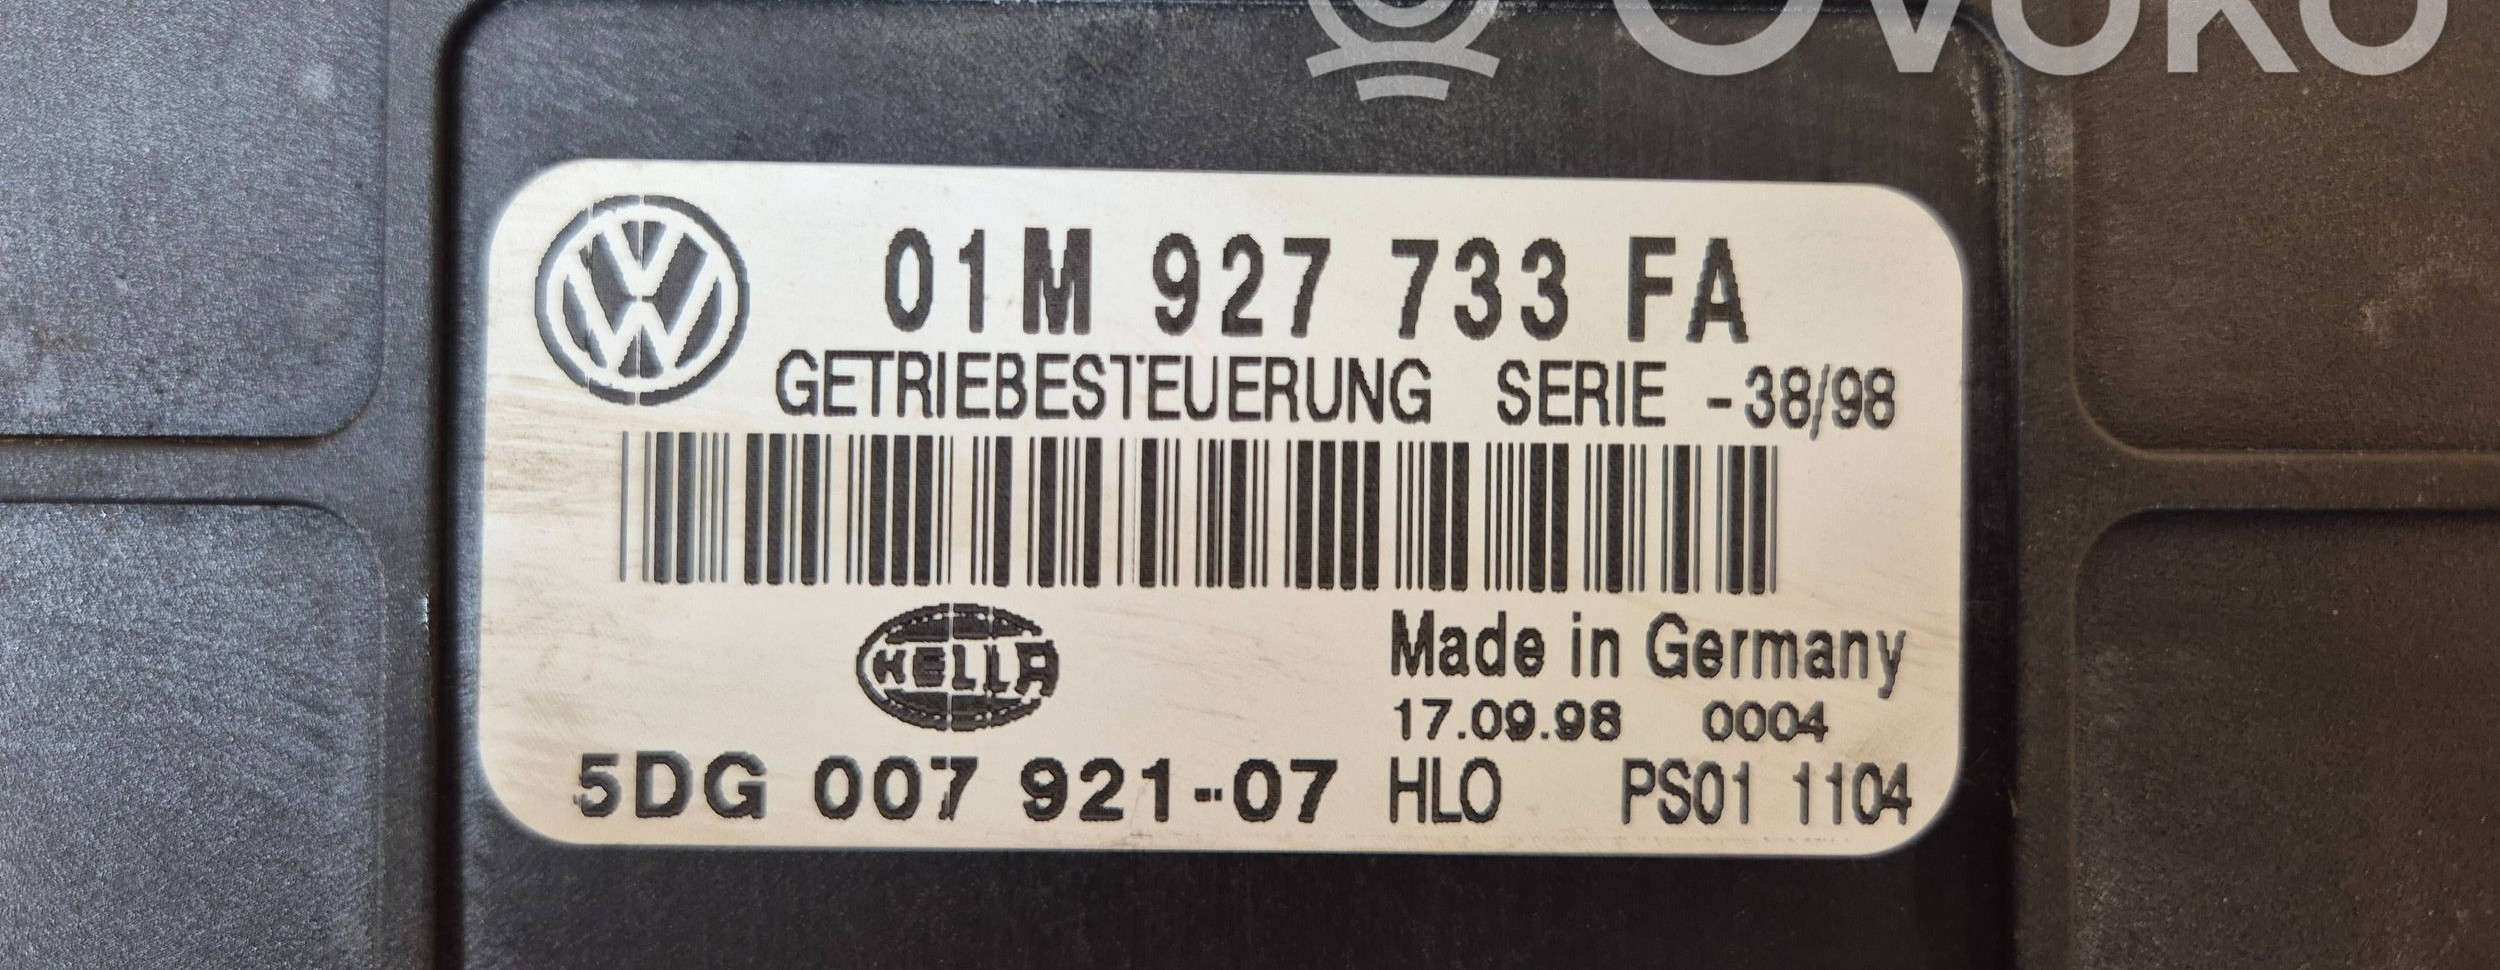 Ovoko
01M 927 733 FA
GETRIEBESTEUERUNG SERIE -38/98
HELLA
Made in Germany
17.09.98 0004
5DG 007 921-07 HLO PS01 1104